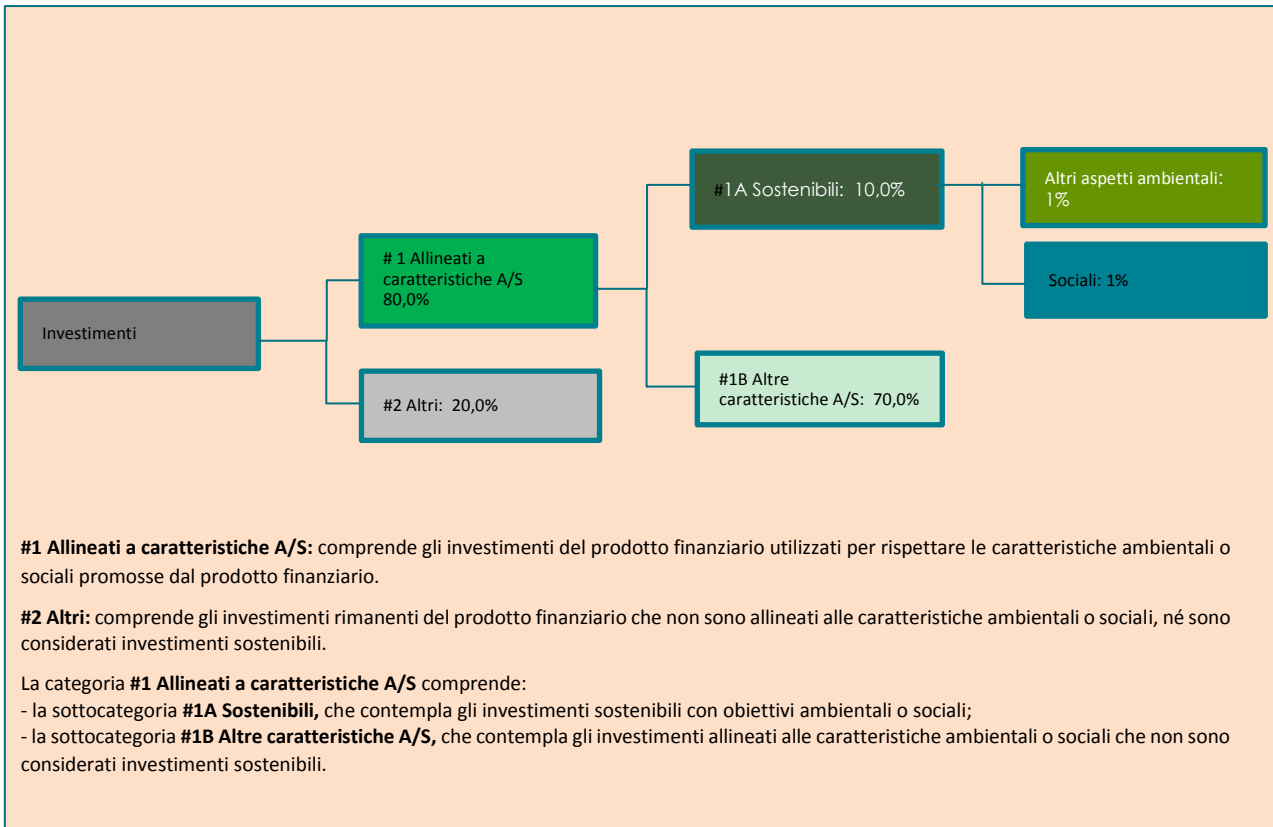 Investimenti
# 1 Allineati a
caratteristiche A/S
80,0%
#2 Altri: 20,0%
#1A Sostenibili: 10,0%
#1B Altre
caratteristiche A/S: 70,0%
Altri aspetti ambientali:
1%
Sociali: 1%
#1 Allineati a caratteristiche A/S: comprende gli investimenti del prodotto finanziario utilizzati per rispettare le caratteristiche ambientali o
sociali promosse dal prodotto finanziario.
#2 Altri: comprende gli investimenti rimanenti del prodotto finanziario che non sono allineati alle caratteristiche ambientali o sociali, né sono
considerati investimenti sostenibili.
La categoria #1 Allineati a caratteristiche A/S comprende:
- la sottocategoria #1A Sostenibili, che contempla gli investimenti sostenibili con obiettivi ambientali o sociali;
- la sottocategoria #1B Altre caratteristiche A/S, che contempla gli investimenti allineati alle caratteristiche ambientali o sociali che non sono
considerati investimenti sostenibili.